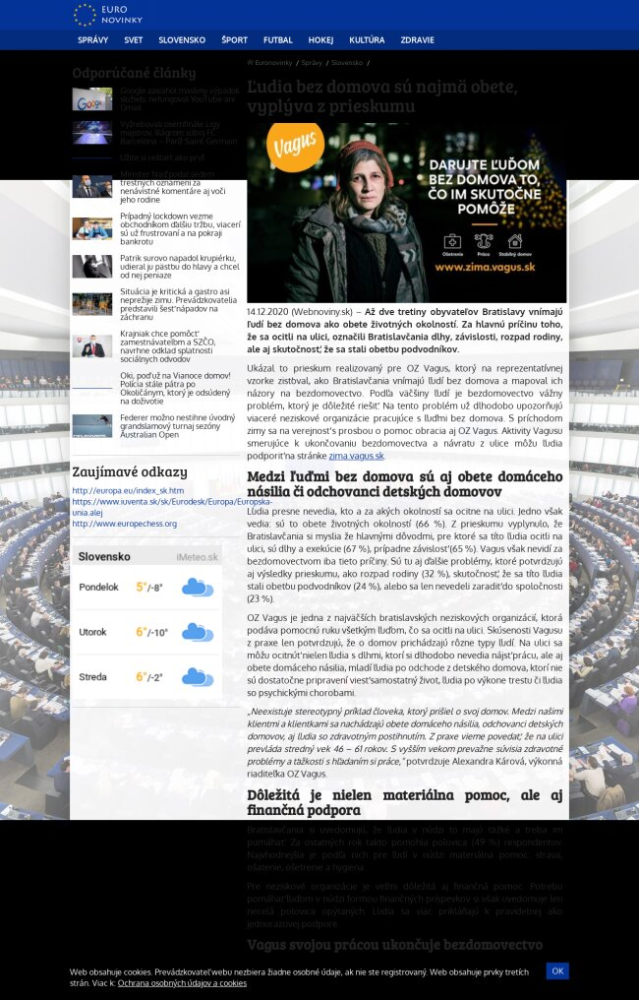 EURO
NOVINKY
SPRÁVY SVET SLOVENSKO ŠPORT FUTBAL HOKEJ KULTÚRA ZDRAVIE
Odporúčané články
Google zasiahol masívny výpadok
služieb, nefungoval YouTube ani
Gmail
Vyžrebovali osemfinále Ligy
majstrov, šlágrom súboj FC
Barcelona – Paríž Saint-Germain
Učíte si cestart ako prví!
Minister Naď podal sedem
trestných oznámení za
nenávistné komentáre aj voči
jeho rodine
Prípadný lockdown vezme
obchodníkom ďalšiu tržbu, viacerí
sú už frustrovaní a na pokraji
bankrotu
Patrik surovo napadol krupiérku,
udieral ju päsťou do hlavy a chcel
od nej peniaze
Situácia je kritická a gastro asi
neprežije zimu. Prevádzkovatelia
predstavili šesť nápadov na
záchranu
Krajniak chce pomôcť
zamestnávateľom a SZČO,
navrhne odklad splatnosti
sociálnych odvodov
Oki, poď už na Vianoce domov!
Polícia stále pátra po
Okoličánym, ktorý je odsúdený
na doživotie
Federer možno nestihne úvodný
grandslamový turnaj sezóny
Australian Open
Zaujímavé odkazy
http://europa.eu/index_sk.htm
https://www.iuventa.sk/sk/Eurodesk/Europa/Europska-
unia.alej
http://www.europechess.org
Slovensko iMeteo.sk
Pondelok 5°/-8°
Utorok 6°/-10°
Streda 6°/-2°
Euronovinky / Správy / Slovensko /
Ľudia bez domova sú najmä obete,
vyplýva z prieskumu
Vagus
DARUJTE ĽUĎOM
BEZ DOMOVA TO,
ČO IM SKUTOČNE
POMÔŽE
Ošetrenie Práca Stabilný domov
www.zima.vagus.sk
14.12.2020 (Webnoviny.sk) – Až dve tretiny obyvateľov Bratislavy vnímajú
ľudí bez domova ako obete životných okolností. Za hlavnú príčinu toho,
že sa ocitli na ulici, označili Bratislavčania dlhy, závislosti, rozpad rodiny,
ale aj skutočnosť, že sa stali obeťou podvodníkov.
Ukázal to prieskum realizovaný pre OZ Vagus, ktorý na reprezentatívnej
vzorke zisťoval, ako Bratislavčania vnímajú ľudí bez domova a mapoval ich
názory na bezdomovectvo. Podľa väčšiny ľudí je bezdomovectvo vážny
problém, ktorý je dôležité riešiť. Na tento problém už dlhodobo upozorňujú
viaceré neziskové organizácie pracujúce s ľuďmi bez domova. S príchodom
zimy sa na verejnosť s prosbou o pomoc obracia aj OZ Vagus. Aktivity Vagusu
smerujúce k ukončovaniu bezdomovectva a návratu z ulice môžu ľudia
podporiť na stránke zima.vagus.sk.
Medzi ľuďmi bez domova sú aj obete domáceho
násilia či odchovanci detských domovov
Ľudia presne nevedia, kto a za akých okolností sa ocitne na ulici. Jedno však
vedia: sú to obete životných okolností (66 %). Z prieskumu vyplynulo, že
Bratislavčania si myslia že hlavnými dôvodmi, pre ktoré sa títo ľudia ocitli na
ulici, sú dlhy a exekúcie (67 %), prípadne závislosť (65 %). Vagus však nevidí za
bezdomovectvom iba tieto príčiny. Sú tu aj ďalšie problémy, ktoré potvrdzujú
aj výsledky prieskumu, ako rozpad rodiny (32 %), skutočnosť, že sa títo ľudia
stali obeťou podvodníkov (24 %), alebo sa len nevedeli zaradiť do spoločnosti
(23 %).
OZ Vagus je jedna z najväčších bratislavských neziskových organizácií, ktorá
podáva pomocnú ruku všetkým ľuďom, čo sa ocitli na ulici. Skúsenosti Vagusu
z praxe len potvrdzujú, že o domov prichádzajú rôzne typy ľudí. Na ulici sa
môžu ocitnúť nielen ľudia s dlhmi, ktorí si dlhodobo nevedia nájsť prácu, ale aj
obete domáceho násilia, mladí ľudia po odchode z detského domova, ktorí nie
sú dostatočne pripravení viesť samostatný život, ľudia po výkone trestu či ľudia
so psychickými chorobami.
„Neexistuje stereotypný príklad človeka, ktorý prišiel o svoj domov. Medzi našimi
klientmi a klientkami sa nachádzajú obete domáceho násilia, odchovanci detských
domovov, aj ľudia so zdravotným postihnutím. Z praxe vieme povedať, že na ulici
prevláda stredný vek 46 – 61 rokov. S vyšším vekom prevažne súvisia zdravotné
problémy a ťažkosti s hľadaním si práce," potvrdzuje Alexandra Kárová, výkonná
riaditeľka OZ Vagus.
Dôležitá je nielen materiálna pomoc, ale aj
finančná podpora
Bratislavčania si uvedomujú, že ľudia v núdzi to majú ťažké a treba im
pomáhať. Za ostatných rok takto pomohla polovica (49 %) respondentov.
Najvhodnejšia je podľa nich pre ľudí v núdzi materiálna pomoc: strava,
ošatenie, ošetrenie a hygiena.
Pre neziskové organizácie je veľmi dôležitá aj finančná pomoc. Potrebu
pomáhať ľuďom v núdzi formou finančných príspevkov si však uvedomuje len
necelá polovica opýtaných. Ľudia sa viac prikláňajú k pravidelnej ako
jednorazovej podpore.
Vagus svojou prácou ukončuje bezdomovectvo
Web obsahuje cookies. Prevádzkovateľ webu nezbiera žiadne osobné údaje, ak nie ste registrovaný. Web obsahuje prvky tretích
strán. Viac k: Ochrana osobných údajov a cookies
OK